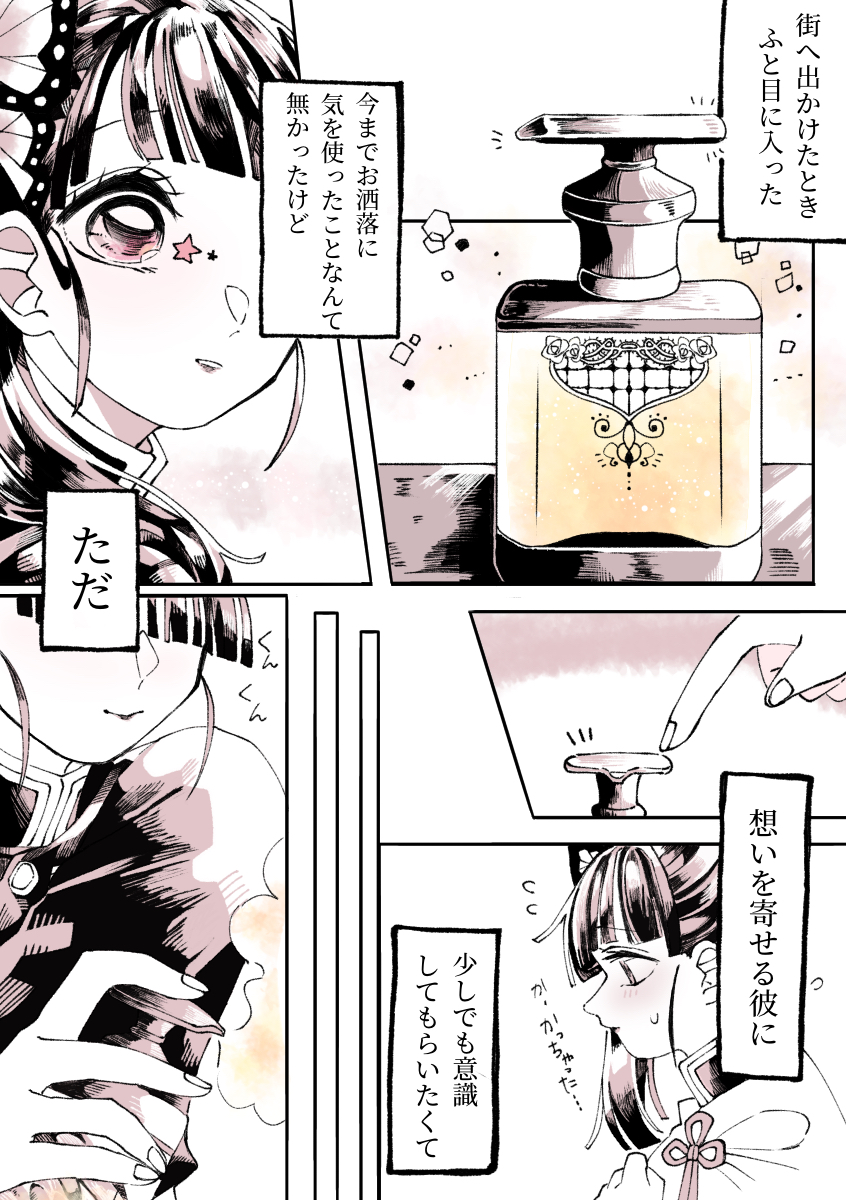 街へ出かけたとき
ふと目に入った
今までお洒落に
気を使ったことなんて
無かったけど
想いを寄せる彼に
か…かっちゃった…
少しでも意識
してもらいたくて
ただ
くん
くん